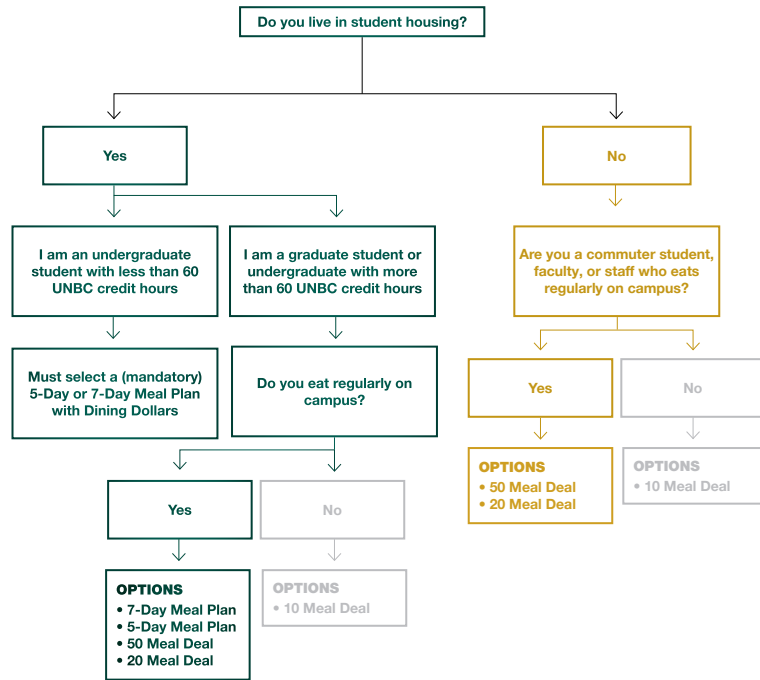 Do you live in student housing?
Yes
No
I am an undergraduate
student with less than 60
UNBC credit hours
I am a graduate student or
undergraduate with more
than 60 UNBC credit hours
Are you a commuter student,
faculty, or staff who eats
regularly on campus?
Must select a (mandatory)
5-Day or 7-Day Meal Plan
with Dining Dollars
Do you eat regularly on
campus?
Yes
No
OPTIONS
• 50 Meal Deal
• 20 Meal Deal
OPTIONS
• 10 Meal Deal
Yes
No
OPTIONS
• 7-Day Meal Plan
• 5-Day Meal Plan
• 50 Meal Deal
• 20 Meal Deal
OPTIONS
• 10 Meal Deal